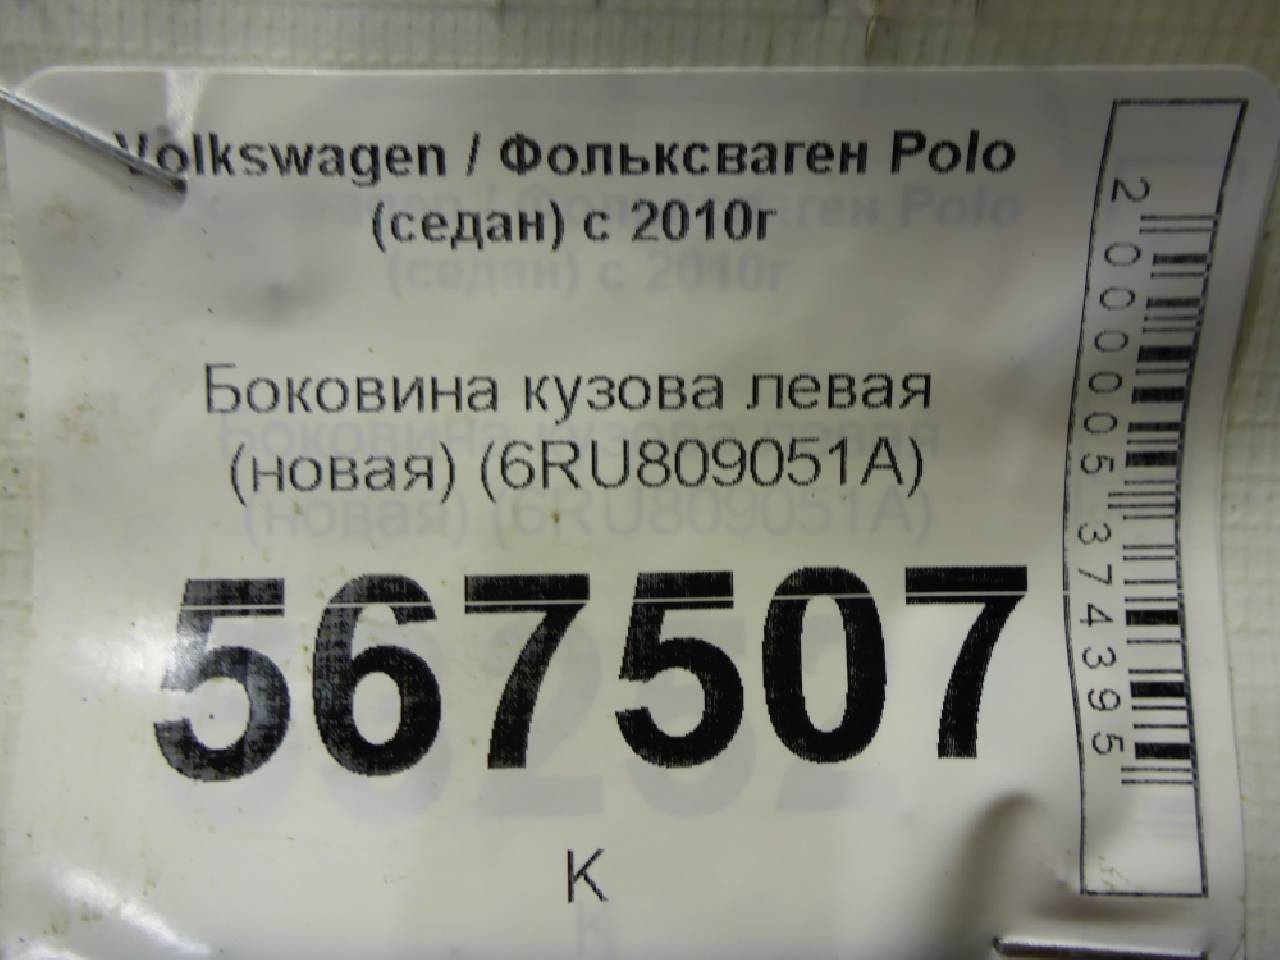 Volkswagen / Фольксваген Polo
(седан) с 2010г
Боковина кузова левая
(новая) (6RU809051A)
567507
К
2000005374395